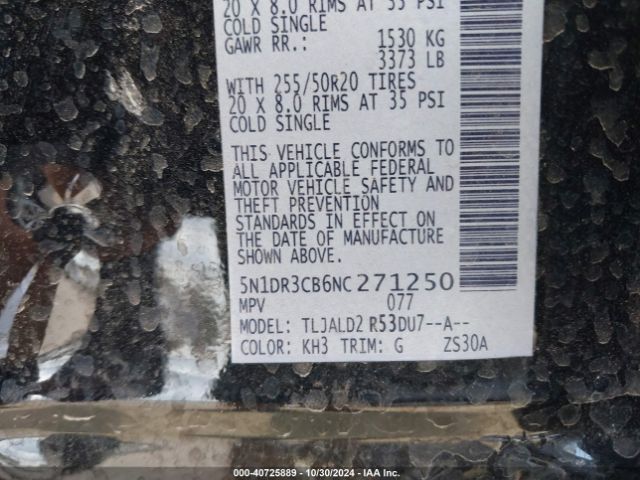 20 X 8.0 RIMS AT 35 PSI
COLD SINGLE
GAWR RR.: 1530 KG
3373 LB
WITH 255/50R20 TIRES
20 X 8.0 RIMS AT 35 PSI
COLD SINGLE
THIS VEHICLE CONFORMS TO
ALL APPLICABLE FEDERAL
MOTOR VEHICLE SAFETY AND
THEFT PREVENTION
STANDARDS IN EFFECT ON
THE DATE OF MANUFACTURE
SHOWN ABOVE.
5N1DR3CB6NC271250
MPV 077
MODEL: TLJALD2 R53DU7--A--
COLOR: KH3 TRIM: G ZS30A
000-40725889 - 10/30/2024 - IAA Inc.